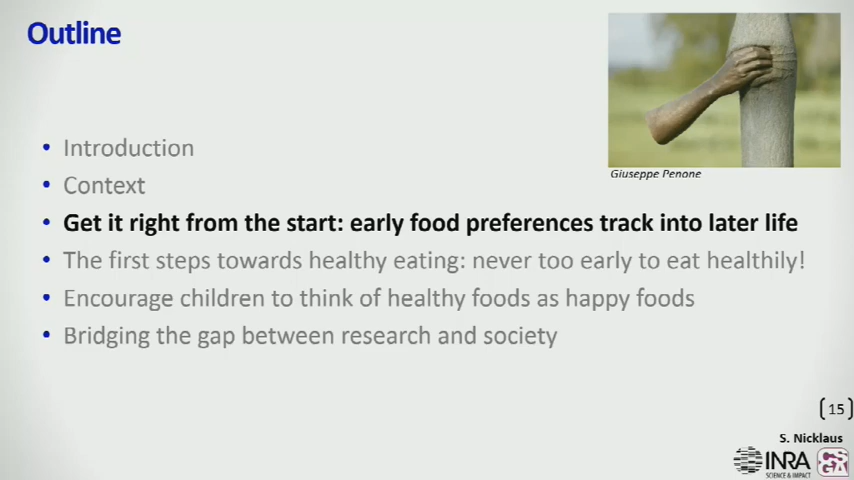 Outline
Giuseppe Penone
Introduction
Context
Get it right from the start: early food preferences track into later life
The first steps towards healthy eating: never too early to eat healthily!
Encourage children to think of healthy foods as happy foods
Bridging the gap between research and society
15
S. Nicklaus
INRA
SCIENCE & IMPACT